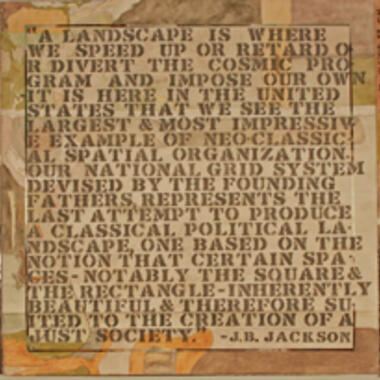 "A LANDSCAPE IS WHERE
WE SPEED UP OR RETARD O
R DIVERT THE COSMIC PRO
GRAM AND IMPOSE OUR OWN
IT IS HERE IN THE UNITED
STATES THAT WE SEE THE
LARGEST & MOST IMPRESSIV
E EXAMPLE OF NEO-CLASSIC-
AL SPATIAL ORGANIZATION.
OUR NATIONAL GRID SYSTEM
DEVISED BY THE FOUNDING
FATHERS, REPRESENTS THE
LAST ATTEMPT TO PRODUCE
A CLASSICAL POLITICAL LA-
NDSCAPE, ONE BASED ON THE
NOTION THAT CERTAIN SPA-
CES-NOTABLY THE SQUARE &
THE RECTANGLE-INHERENTLY
BEAUTIFUL & THEREFORE SU-
ITED TO THE CREATION OF A
JUST SOCIETY." -J.B. JACKSON